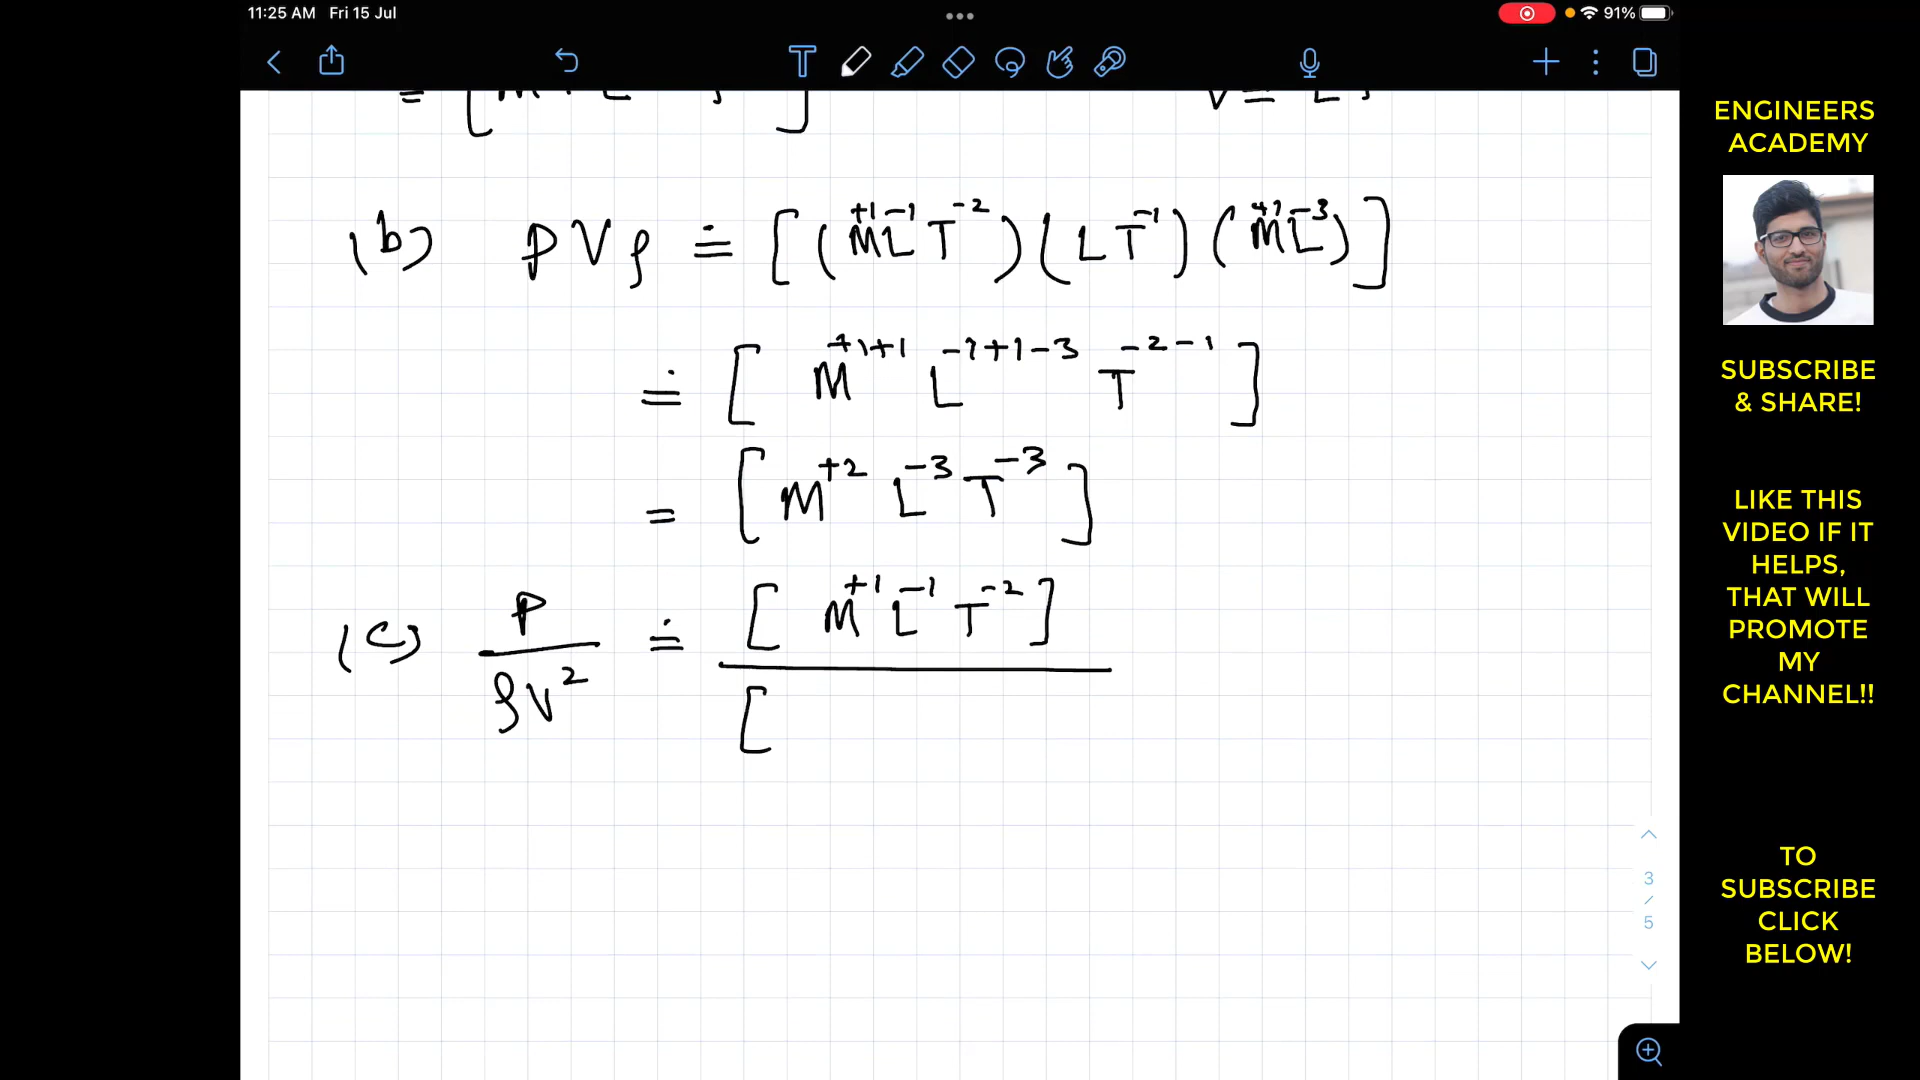 11:25 AM Fri 15 Jul
91%
(b) PVρ ≐ [(M⁺¹L⁻¹T⁻²)(LT⁻¹)(M⁺¹L⁻³)]
≐ [M⁺¹⁺¹ L⁻¹⁺¹⁻³ T⁻²⁻¹]
= [M⁺² L⁻³ T⁻³]
(C) P/ρV² ≐ [M⁺¹ L⁻¹ T⁻²]/[
3/5
ENGINEERS
ACADEMY
SUBSCRIBE
& SHARE!
LIKE THIS
VIDEO IF IT
HELPS,
THAT WILL
PROMOTE
MY
CHANNEL!!
TO
SUBSCRIBE
CLICK
BELOW!